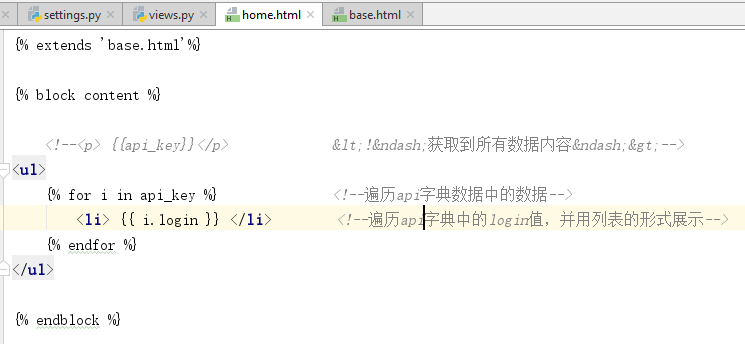 settings.py views.py home.html base.html
{% extends 'base.html'%}
{% block content %}
<!--<p> {{api_key}}</p> &lt;!&ndash;获取到所有数据内容&ndash;&gt;-->
<ul>
{% for i in api_key %} <!--遍历api字典数据中的数据-->
<li> {{ i.login }} </li> <!--遍历api字典中的login值，并用列表的形式展示-->
{% endfor %}
</ul>
{% endblock %}